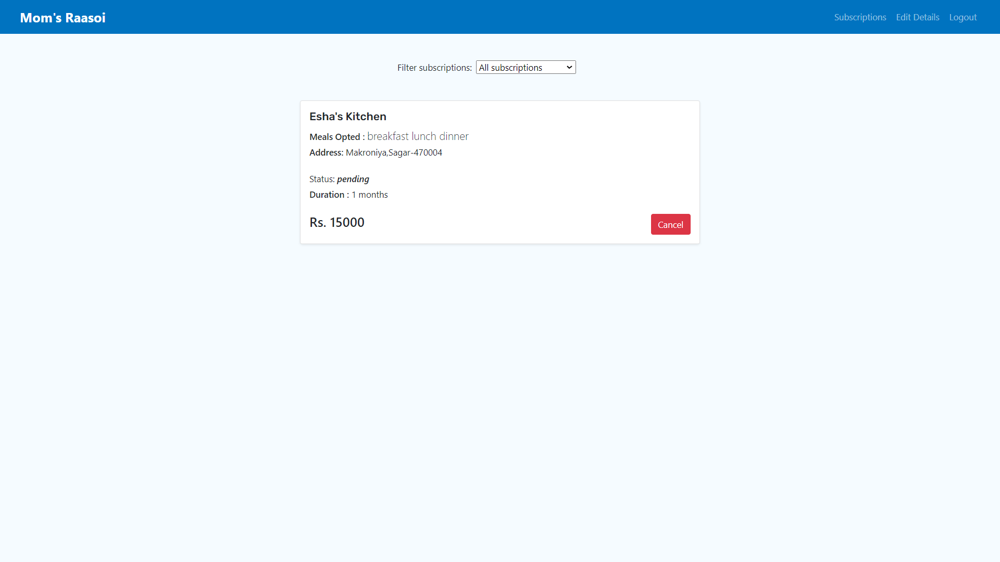 Mom's Raasoi
Subscriptions Edit Details Logout
Filter subscriptions: All subscriptions
Esha's Kitchen
Meals Opted : breakfast lunch dinner
Address: Makroniya,Sagar-470004
Status: pending
Duration : 1 months
Rs. 15000
Cancel